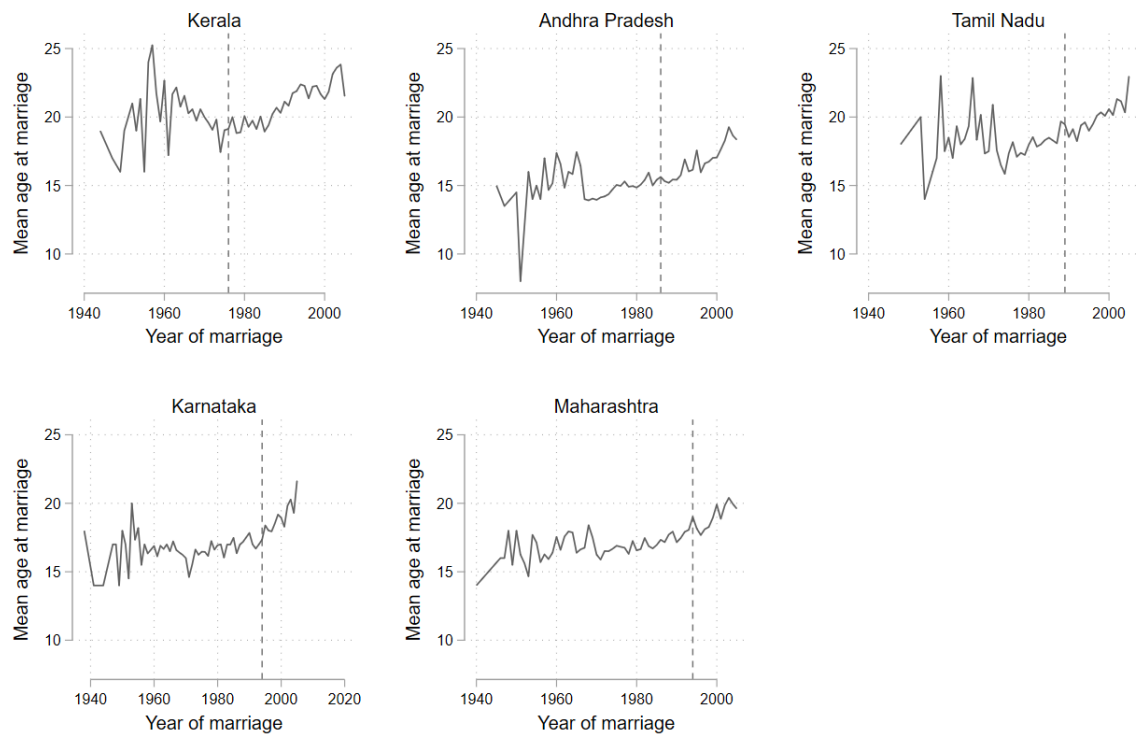 Kerala
25
20
15
10
Mean age at marriage
1940 1960 1980 2000
Year of marriage
Andhra Pradesh
25
20
15
10
Mean age at marriage
1940 1960 1980 2000
Year of marriage
Tamil Nadu
25
20
15
10
Mean age at marriage
1940 1960 1980 2000
Year of marriage
Karnataka
25
20
15
10
Mean age at marriage
1940 1960 1980 2000 2020
Year of marriage
Maharashtra
25
20
15
10
Mean age at marriage
1940 1960 1980 2000
Year of marriage